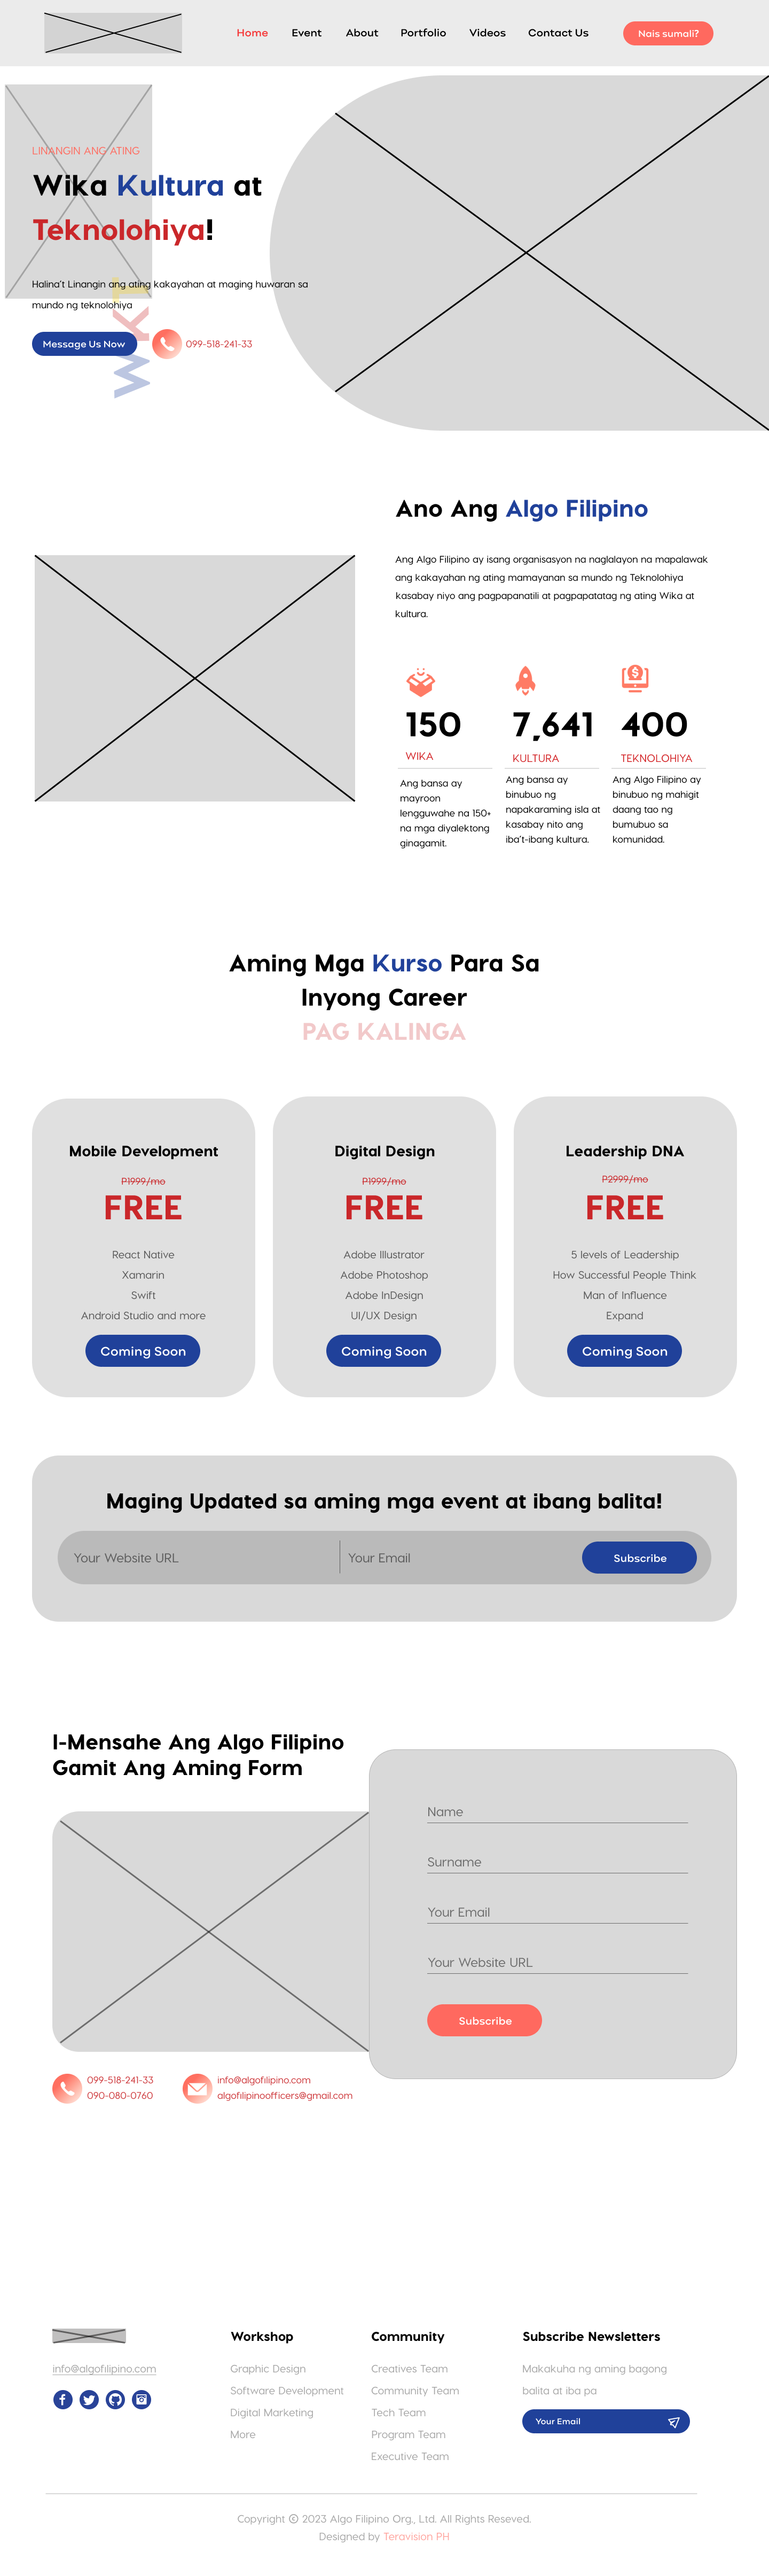 Home Event About Portfolio Videos Contact Us Nais sumali?
LINANGIN ANG ATING
Wika Kultura at
Teknolohiya!
Halina't Linangin ang ating kakayahan at maging huwaran sa
mundo ng teknolohiya
WKT
Message Us Now 099-518-241-33
Ano Ang Algo Filipino
Ang Algo Filipino ay isang organisasyon na naglalayon na mapalawak
ang kakayahan ng ating mamayanan sa mundo ng Teknolohiya
kasabay niyo ang pagpapanatili at pagpapatatag ng ating Wika at
kultura.
150
WIKA
Ang bansa ay
mayroon
lengguwahe na 150+
na mga diyalektong
ginagamit.
7,641
KULTURA
Ang bansa ay
binubuo ng
napakaraming isla at
kasabay nito ang
iba't-ibang kultura.
400
TEKNOLOHIYA
Ang Algo Filipino ay
binubuo ng mahigit
daang tao ng
bumubuo sa
komunidad.
Aming Mga Kurso Para Sa
Inyong Career
PAG KALINGA
Mobile Development
P1999/mo
FREE
React Native
Xamarin
Swift
Android Studio and more
Coming Soon
Digital Design
P1999/mo
FREE
Adobe Illustrator
Adobe Photoshop
Adobe InDesign
UI/UX Design
Coming Soon
Leadership DNA
P2999/mo
FREE
5 levels of Leadership
How Successful People Think
Man of Influence
Expand
Coming Soon
Maging Updated sa aming mga event at ibang balita!
Your Website URL Your Email Subscribe
I-Mensahe Ang Algo Filipino
Gamit Ang Aming Form
Name
Surname
Your Email
Your Website URL
Subscribe
099-518-241-33
090-080-0760
info@algofilipino.com
algofilipinoofficers@gmail.com
info@algofilipino.com
Workshop
Graphic Design
Software Development
Digital Marketing
More
Community
Creatives Team
Community Team
Tech Team
Program Team
Executive Team
Subscribe Newsletters
Makakuha ng aming bagong
balita at iba pa
Your Email
Copyright © 2023 Algo Filipino Org., Ltd. All Rights Reseved.
Designed by Teravision PH